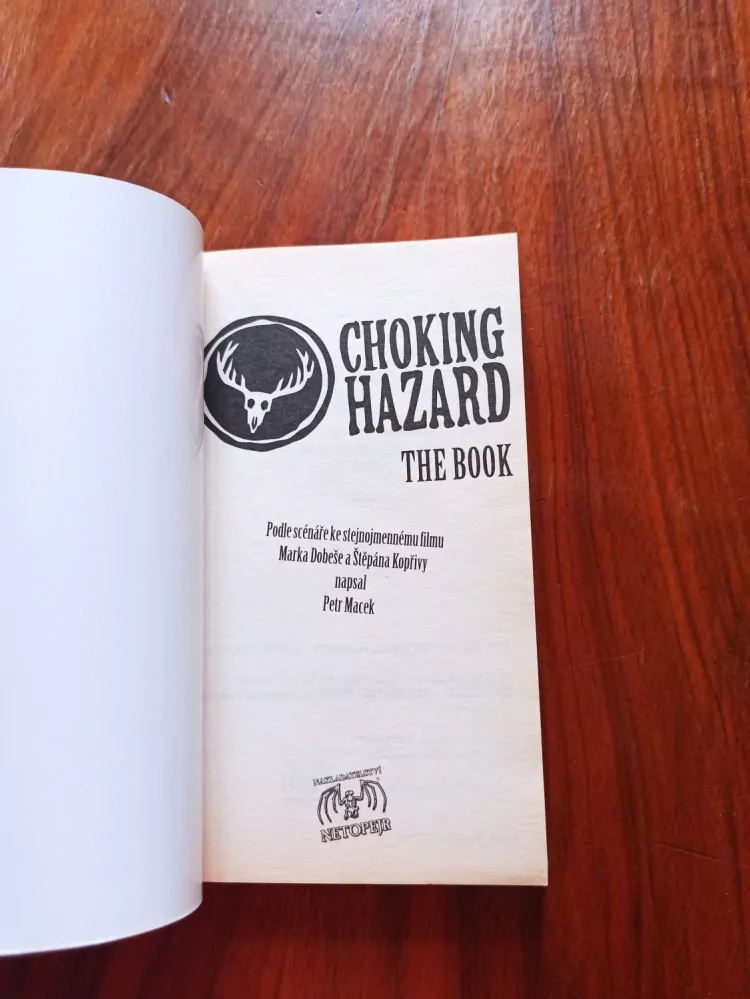 CHOKING
HAZARD
THE BOOK
Podle scénáře ke stejnojmennému filmu
Marka Dobeše a Štěpána Kopřivy
napsal
Petr Macek
NAKLADATELSTVÍ
NETOPEJR